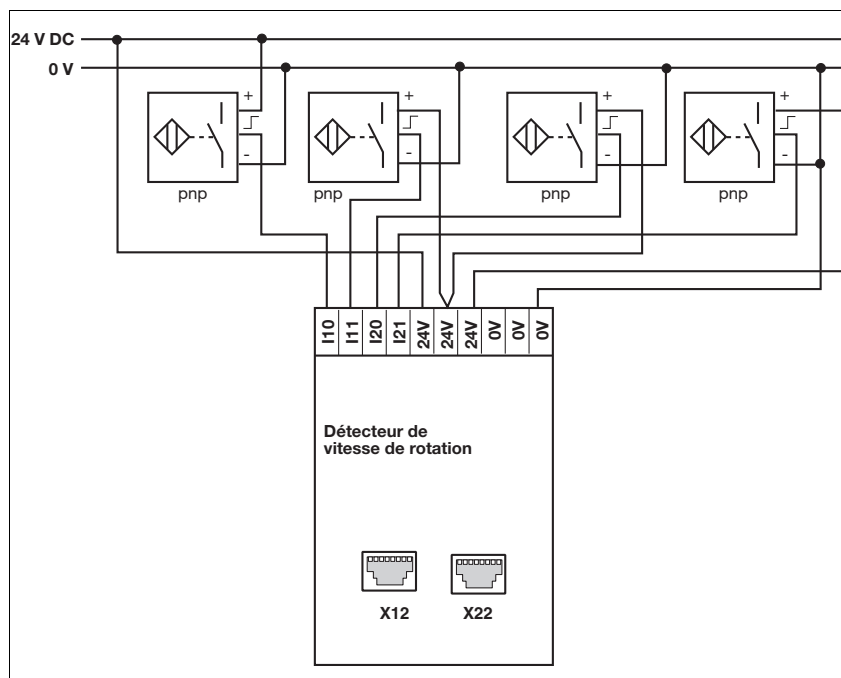 24 V DC
0 V
+
-
pnp
+
-
pnp
+
-
pnp
+
-
pnp
I10
I11
I20
I21
24V
24V
24V
0V
0V
0V
Détecteur de
vitesse de rotation
X12
X22